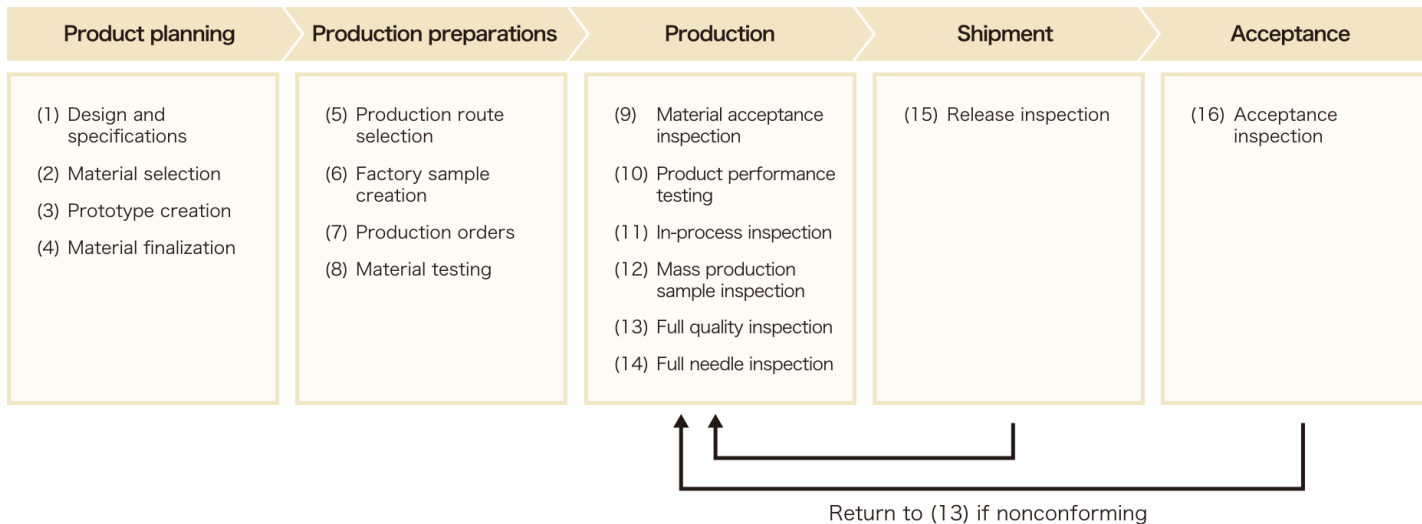 Product planning
Production preparations
Production
Shipment
Acceptance
(1) Design and
specifications
(2) Material selection
(3) Prototype creation
(4) Material finalization
(5) Production route
selection
(6) Factory sample
creation
(7) Production orders
(8) Material testing
(9) Material acceptance
inspection
(10) Product performance
testing
(11) In-process inspection
(12) Mass production
sample inspection
(13) Full quality inspection
(14) Full needle inspection
(15) Release inspection
(16) Acceptance
inspection
Return to (13) if nonconforming